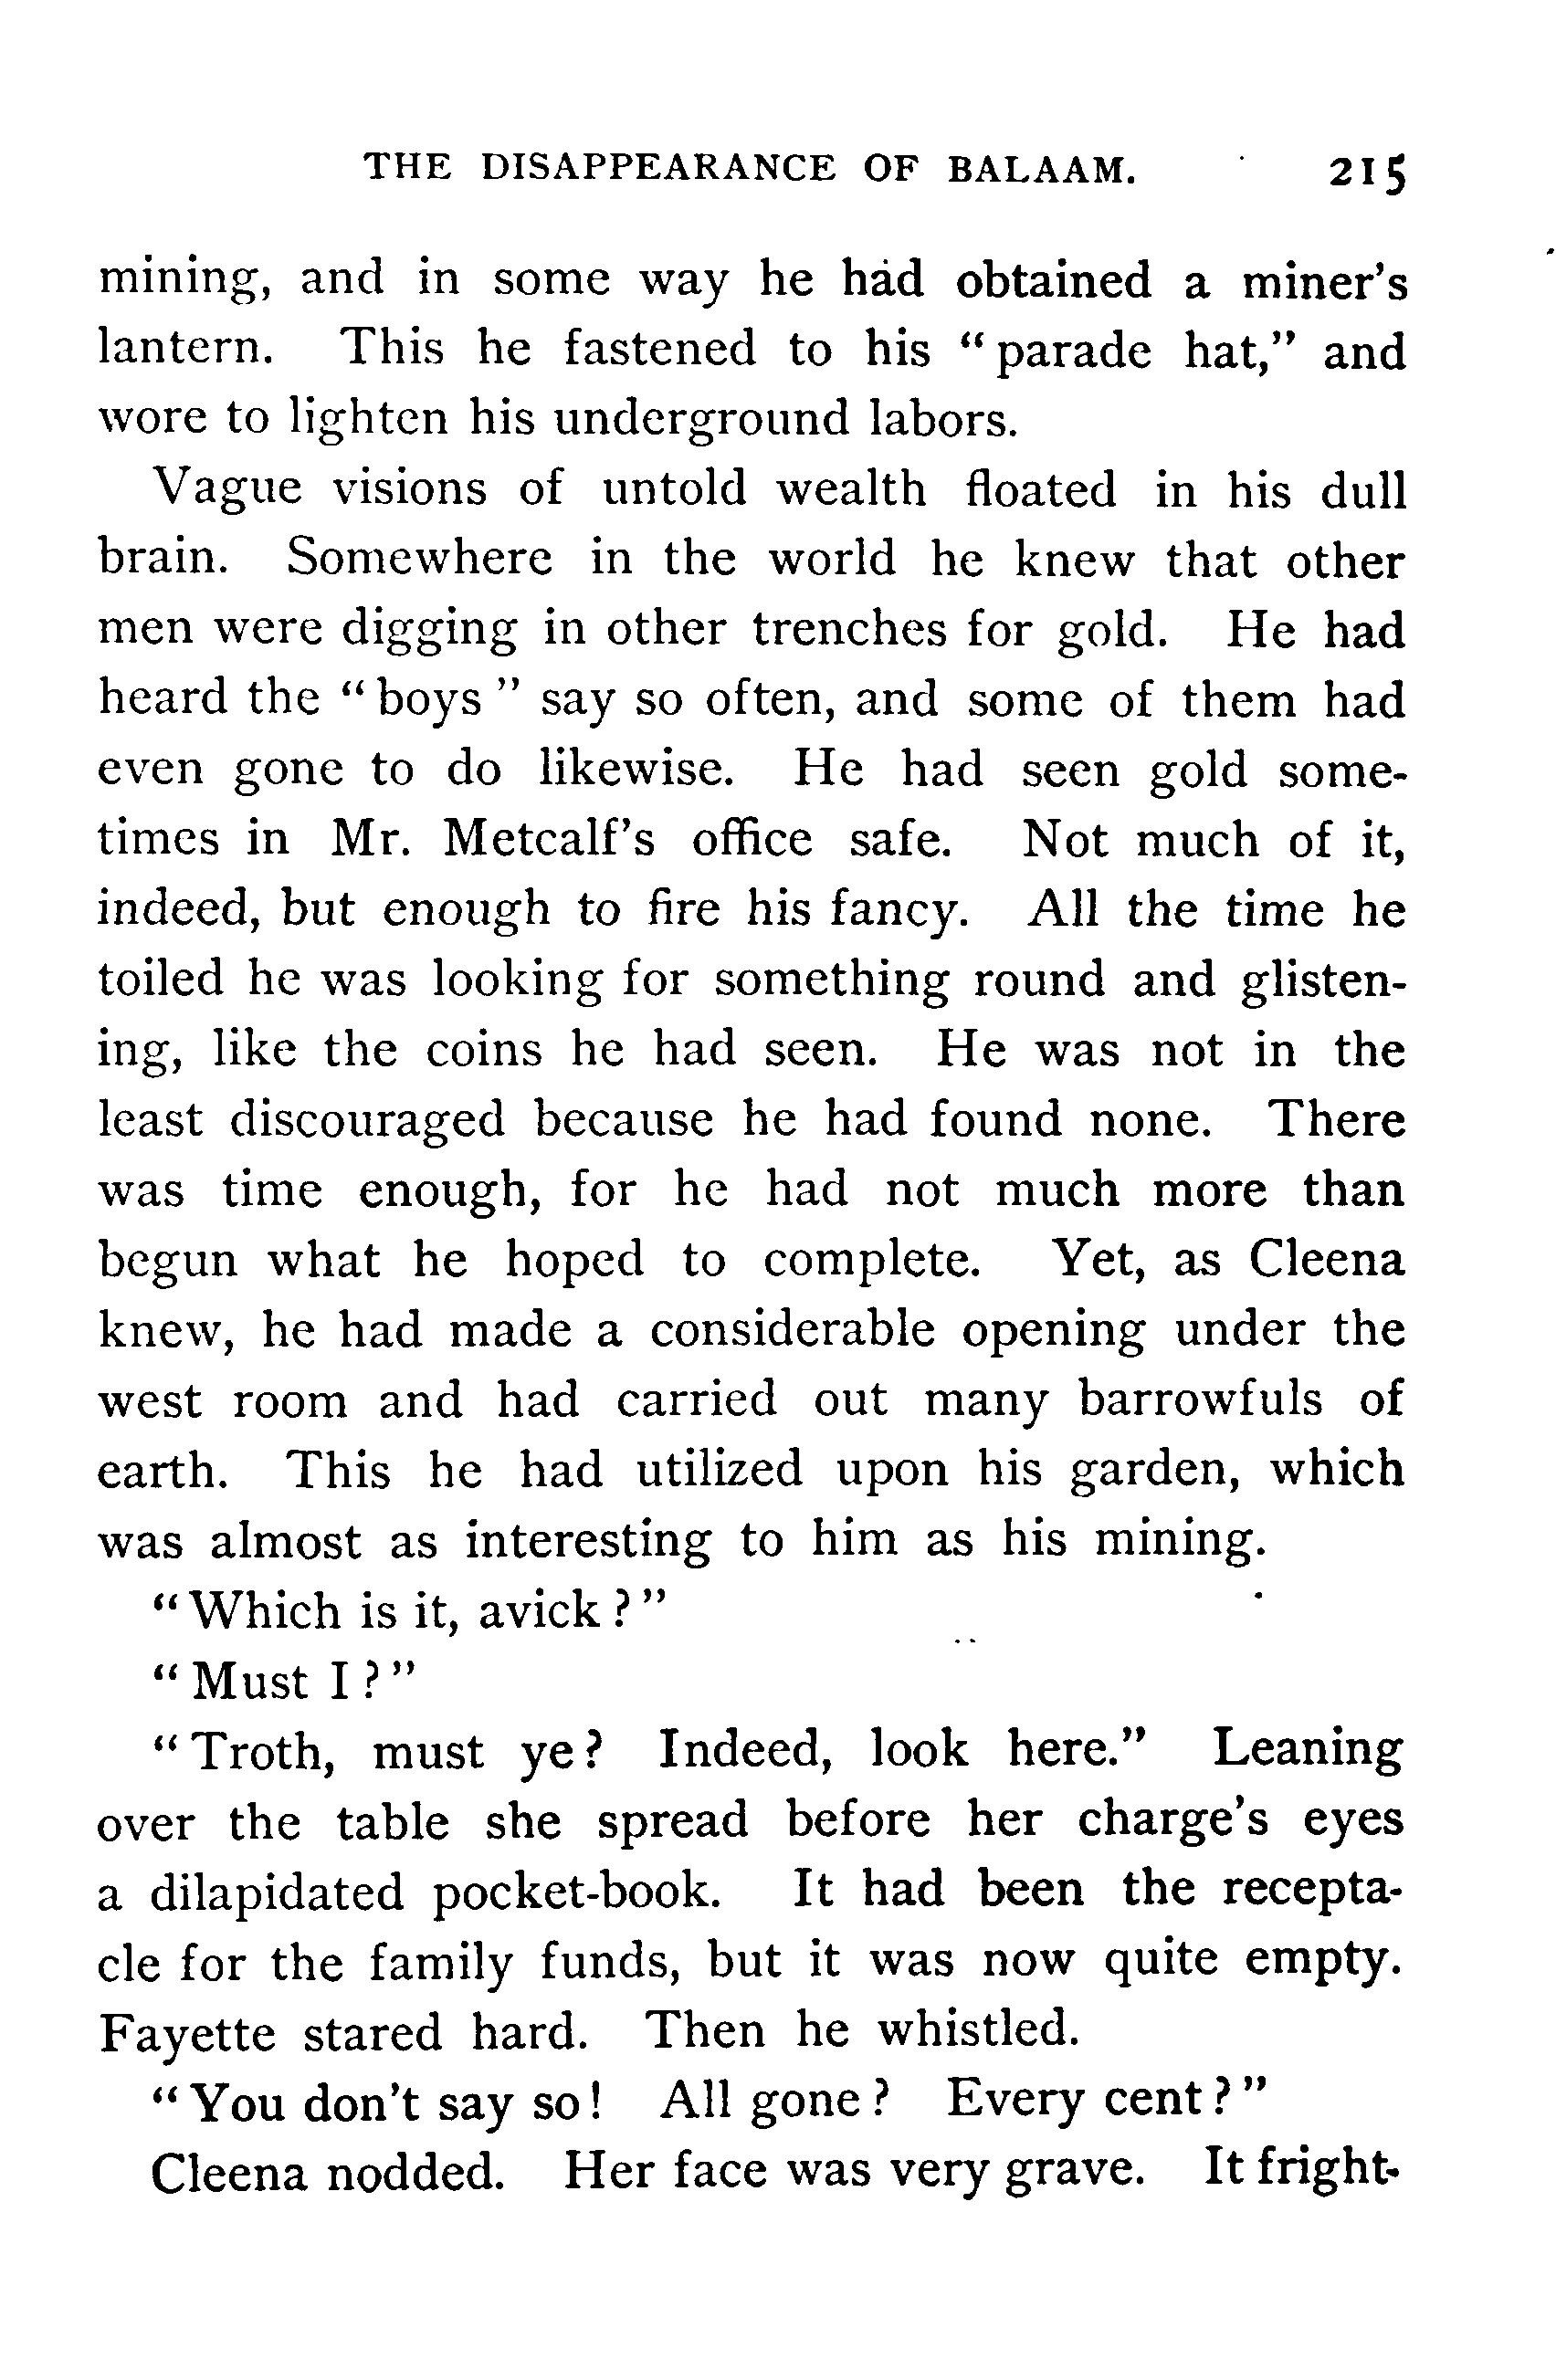 THE DISAPPEARANCE OF BALAAM. 215
mining, and in some way he had obtained a miner's
lantern. This he fastened to his “parade hat,” and
wore to lighten his underground labors.
Vague visions of untold wealth floated in his dull
brain. Somewhere in the world he knew that other
men were digging in other trenches for gold. He had
heard the “boys” say so often, and some of them had
even gone to do likewise. He had seen gold some-
times in Mr. Metcalf's office safe. Not much of it,
indeed, but enough to fire his fancy. All the time he
toiled he was looking for something round and glisten-
ing, like the coins he had seen. He was not in the
least discouraged because he had found none. There
was time enough, for he had not much more than
begun what he hoped to complete. Yet, as Cleena
knew, he had made a considerable opening under the
west room and had carried out many barrowfuls of
earth. This he had utilized upon his garden, which
was almost as interesting to him as his mining.
“Which is it, avick?”
“Must I?”
“Troth, must ye? Indeed, look here.” Leaning
over the table she spread before her charge's eyes
a dilapidated pocket-book. It had been the recepta-
cle for the family funds, but it was now quite empty.
Fayette stared hard. Then he whistled.
“You don't say so! All gone? Every cent?”
Cleena nodded. Her face was very grave. It fright-